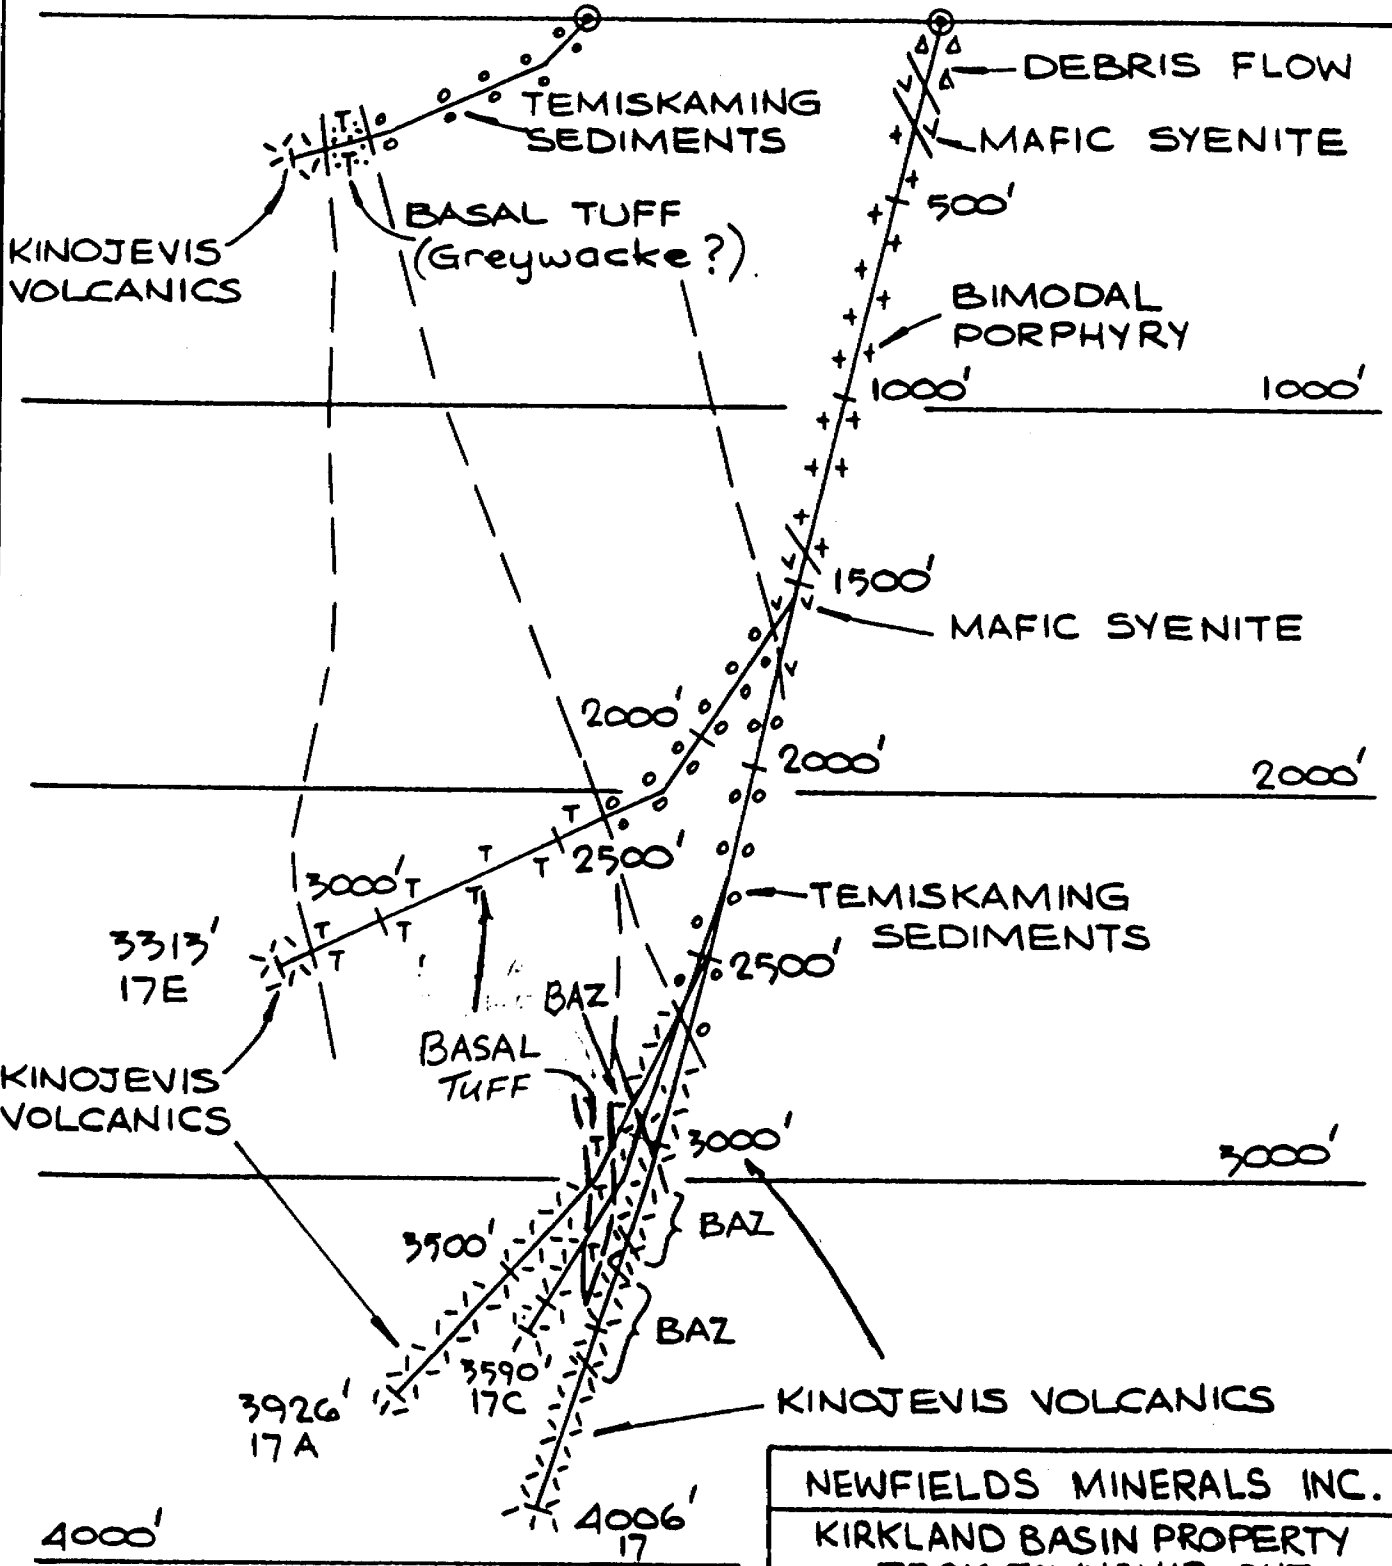 DEBRIS FLOW
TEMISKAMING
SEDIMENTS
MAFIC SYENITE
500'
BASAL TUFF
(Greywacke?)
KINOJEVIS
VOLCANICS
BIMODAL
PORPHYRY
1000'
1000'
1500'
MAFIC SYENITE
2000'
2000'
2000'
2500'
3000'
TEMISKAMING
SEDIMENTS
3313'
17E
2500'
BAZ
BASAL
TUFF
KINOJEVIS
VOLCANICS
3000'
3000'
BAZ
3500'
BAZ
3590'
17C
3926'
17A
KINOJEVIS VOLCANICS
NEWFIELDS MINERALS INC.
4006'
17
4000'
KIRKLAND BASIN PROPERTY